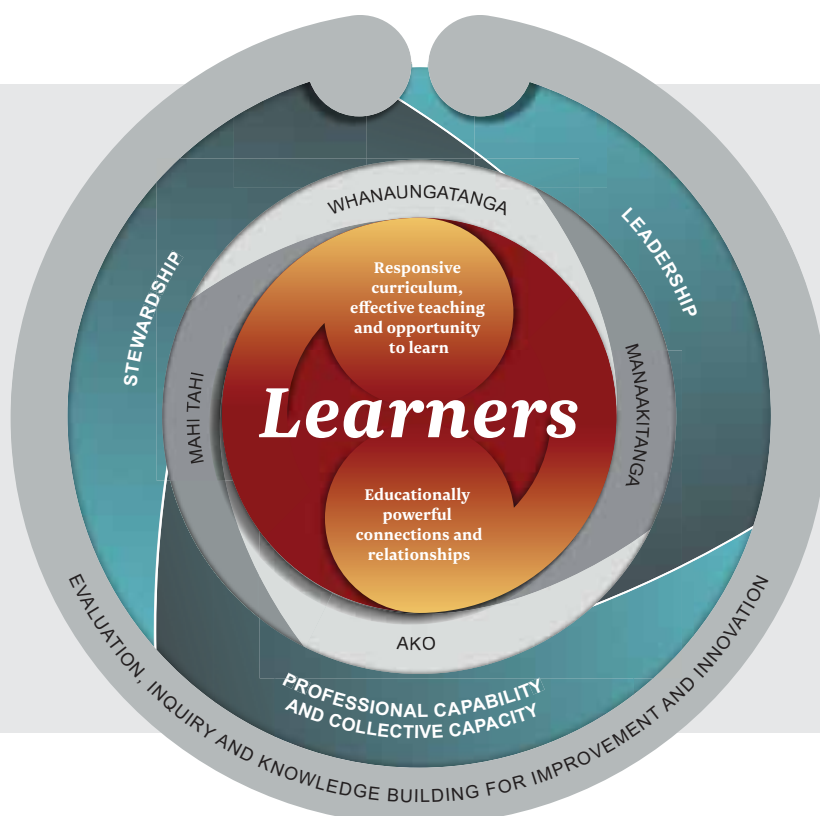 WHANAUNGATANGA
LEADERSHIP
STEWARDSHIP
Responsive
curriculum,
effective teaching
and opportunity
to learn
MAHI TAHI
Learners
MANAAKITANGA
Educationally
powerful
connections and
relationships
AKO
PROFESSIONAL CAPABILITY
AND COLLECTIVE CAPACITY
EVALUATION, INQUIRY AND KNOWLEDGE BUILDING FOR IMPROVEMENT AND INNOVATION